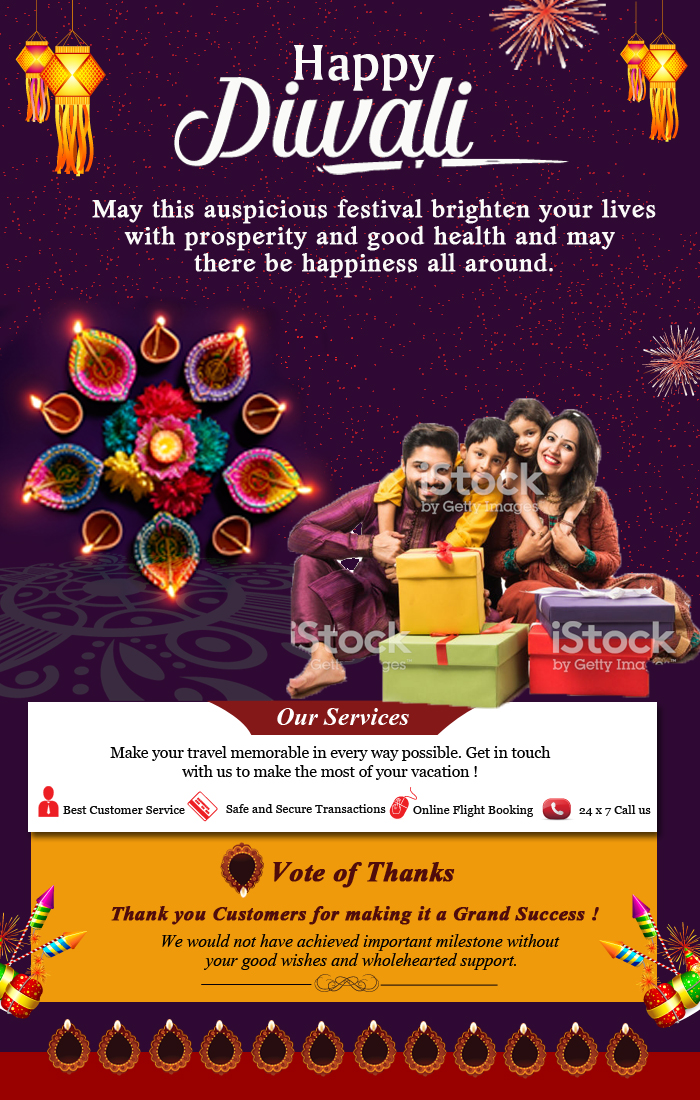 Happy
Diwali
May this auspicious festival brighten your lives
with prosperity and good health and may
there be happiness all around.
iStock
by Getty Images
iStock
Getty Images
iStock
by Getty Ima
Our Services
Make your travel memorable in every way possible. Get in touch
with us to make the most of your vacation !
Best Customer Service Safe and Secure Transactions Online Flight Booking 24 x 7 Call us
Vote of Thanks
Thank you Customers for making it a Grand Success !
We would not have achieved important milestone without
your good wishes and wholehearted support.